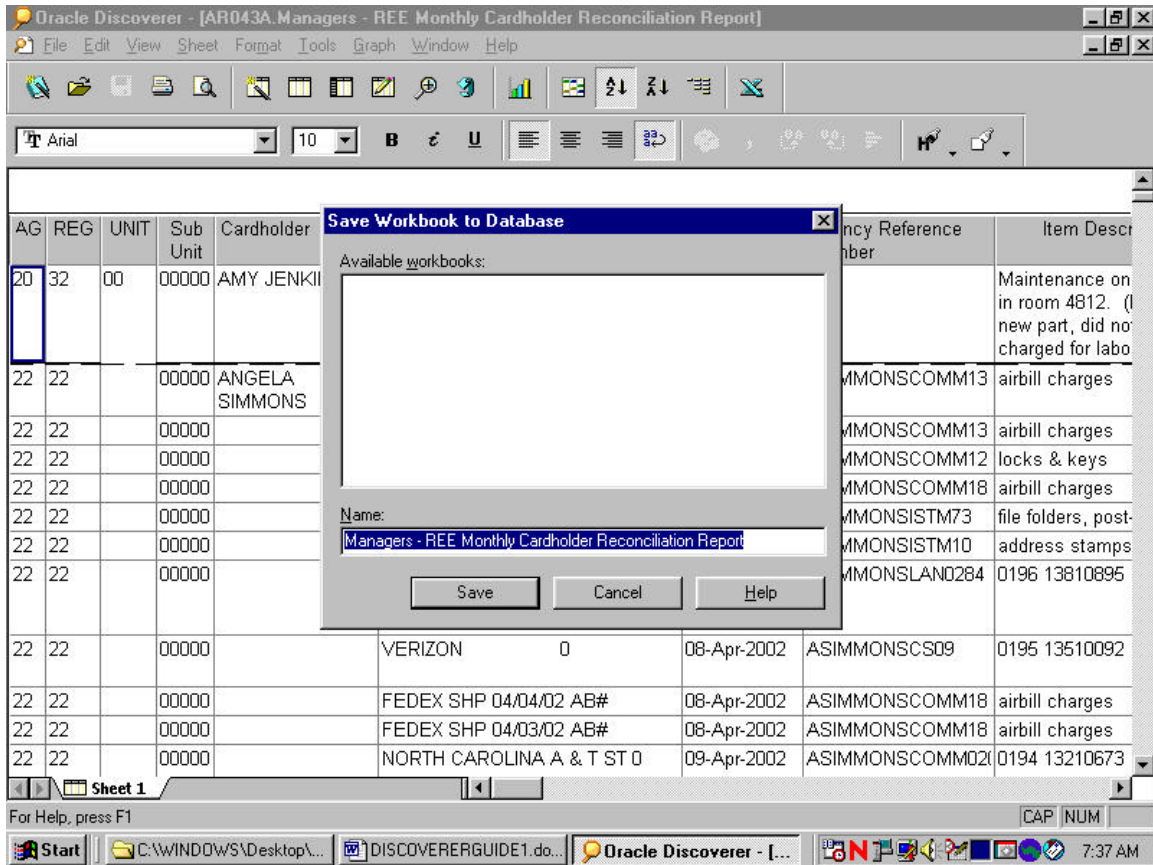 Oracle Discoverer - [AR043A.Managers - REE Monthly Cardholder Reconciliation Report]
File Edit View Sheet Format Tools Graph Window Help
Arial 10 B i U
AG REG UNIT Sub Unit Cardholder ncy Reference Item Descr
Save Workbook to Database
Available workbooks:
Name:
Managers - REE Monthly Cardholder Reconciliation Report
Save Cancel Help
20 32 00 00000 AMY JENKI Maintenance on
in room 4812.
new part, did no
charged for labo
22 22 00000 ANGELA SIMMONS MMONSCOMM13 airbill charges
22 22 00000 MMONSCOMM13 airbill charges
22 22 00000 MMONSCOMM12 locks & keys
22 22 00000 MMONSCOMM18 airbill charges
22 22 00000 MMONSISTM73 file folders, post-
22 22 00000 MMONSISTM10 address stamps
22 22 00000 MMONSLAN0284 0196 13810895
22 22 00000 VERIZON 0 08-Apr-2002 ASIMMONSCS09 0195 13510092
22 22 00000 FEDEX SHP 04/04/02 AB# 08-Apr-2002 ASIMMONSCOMM18 airbill charges
22 22 00000 FEDEX SHP 04/03/02 AB# 08-Apr-2002 ASIMMONSCOMM18 airbill charges
22 22 00000 NORTH CAROLINA A & T ST 0 09-Apr-2002 ASIMMONSCOMM02( 0194 13210673
Sheet 1
For Help, press F1 CAP NUM
Start C:\WINDOWS\Desktop\... DISCOVERERGUIDE1.do... Oracle Discoverer - [... 7:37 AM